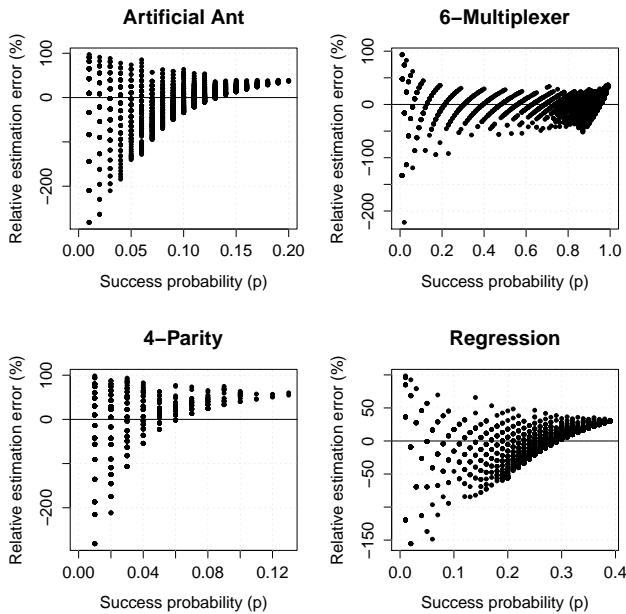 Artificial Ant
Relative estimation error (%)
100
0
−200
0.00 0.05 0.10 0.15 0.20
Success probability (p)
6−Multiplexer
Relative estimation error (%)
100
0
−100
−200
0.0 0.2 0.4 0.6 0.8 1.0
Success probability (p)
4−Parity
Relative estimation error (%)
100
0
−200
0.00 0.04 0.08 0.12
Success probability (p)
Regression
Relative estimation error (%)
50
0
−50
−150
0.0 0.1 0.2 0.3 0.4
Success probability (p)